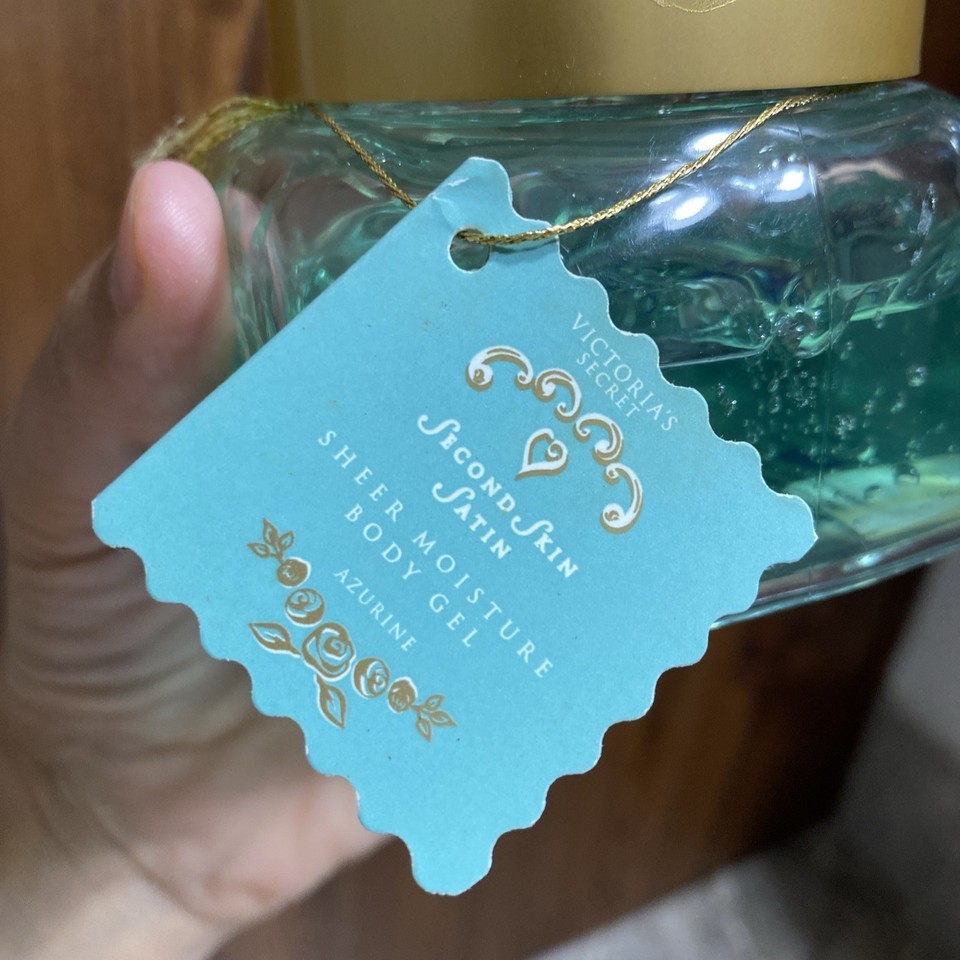 VICTORIA'S
SECRET
SECOND SKIN
SATIN
SHEER MOISTURE
BODY GEL
AZURINE